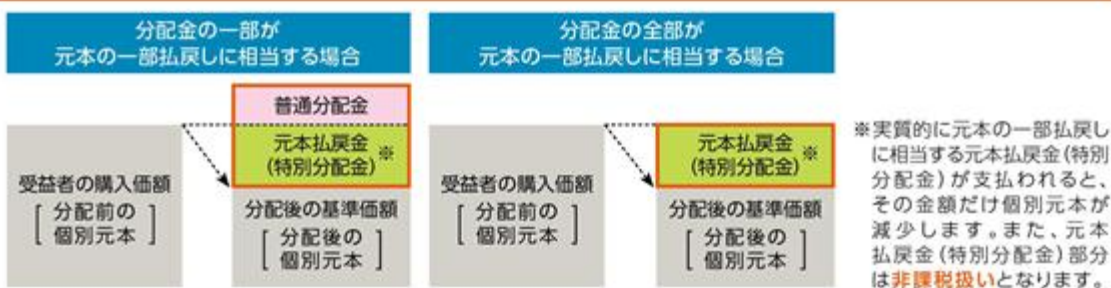 分配金の一部が
元本の一部払戻しに相当する場合
普通分配金
元本払戻金
(特別分配金)
※
受益者の購入価額
[ 分配前の
個別元本 ]
分配後の基準価額
[ 分配後の
個別元本 ]
分配金の全部が
元本の一部払戻しに相当する場合
元本払戻金
(特別分配金)
※
受益者の購入価額
[ 分配前の
個別元本 ]
分配後の基準価額
[ 分配後の
個別元本 ]
※実質的に元本の一部払戻し
に相当する元本払戻金(特別
分配金)が支払われると、
その金額だけ個別元本が
減少します。また、元本
払戻金(特別分配金)部分
は非課税扱いとなります。